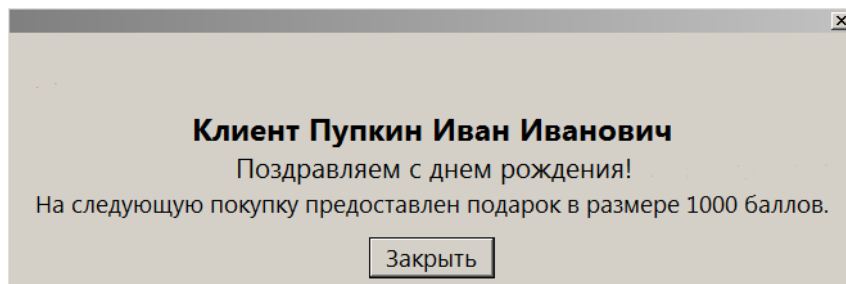 Клиент Пупкин Иван Иванович
Поздравляем с днем рождения!
На следующую покупку предоставлен подарок в размере 1000 баллов.
Закрыть